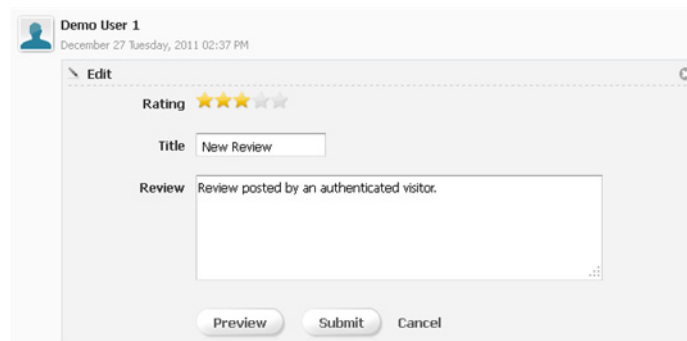 Demo User 1
December 27 Tuesday, 2011 02:37 PM
Edit
Rating
Title New Review
Review Review posted by an authenticated visitor.
Preview Submit Cancel